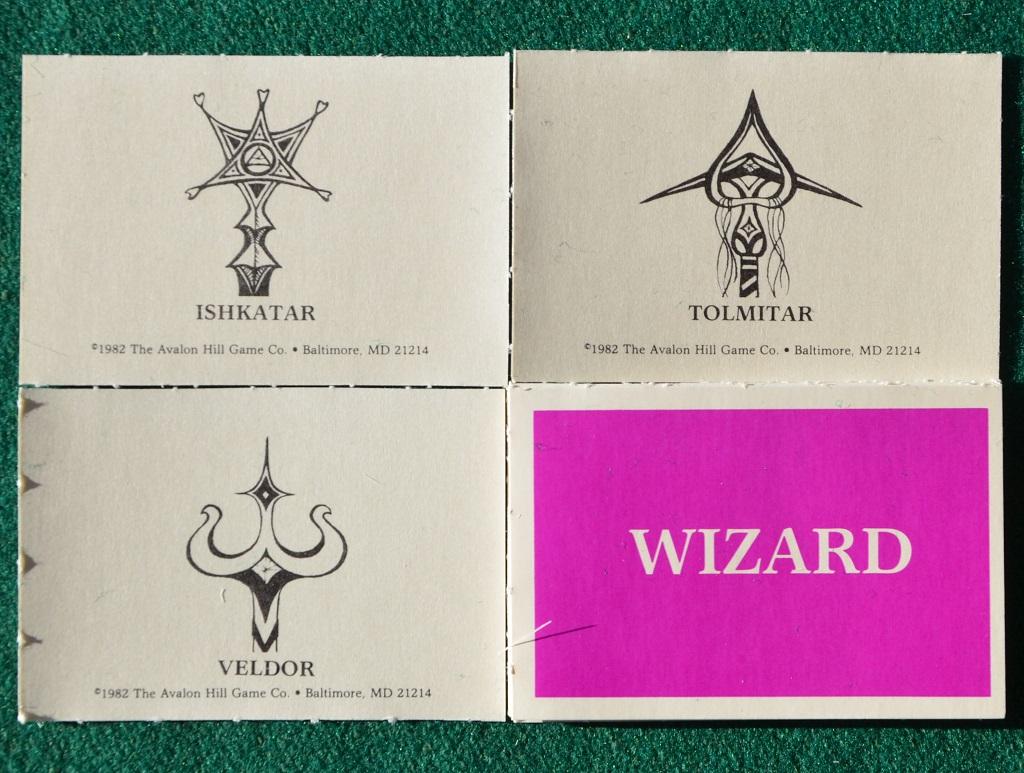 ISHKATAR
©1982 The Avalon Hill Game Co. • Baltimore, MD 21214
TOLMITAR
©1982 The Avalon Hill Game Co. • Baltimore, MD 21214
VELDOR
©1982 The Avalon Hill Game Co. • Baltimore, MD 21214
WIZARD